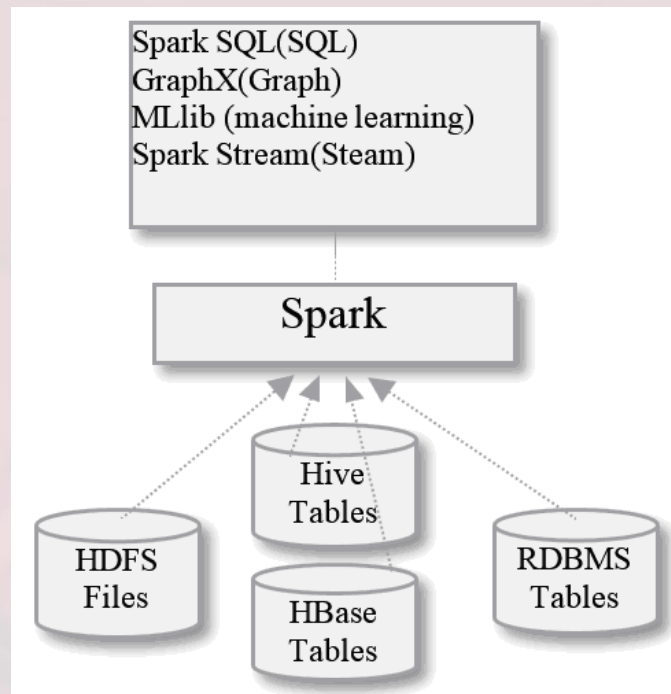 Spark SQL(SQL)
GraphX(Graph)
MLlib (machine learning)
Spark Stream(Steam)
Spark
Hive
Tables
HDFS
Files
RDBMS
Tables
HBase
Tables